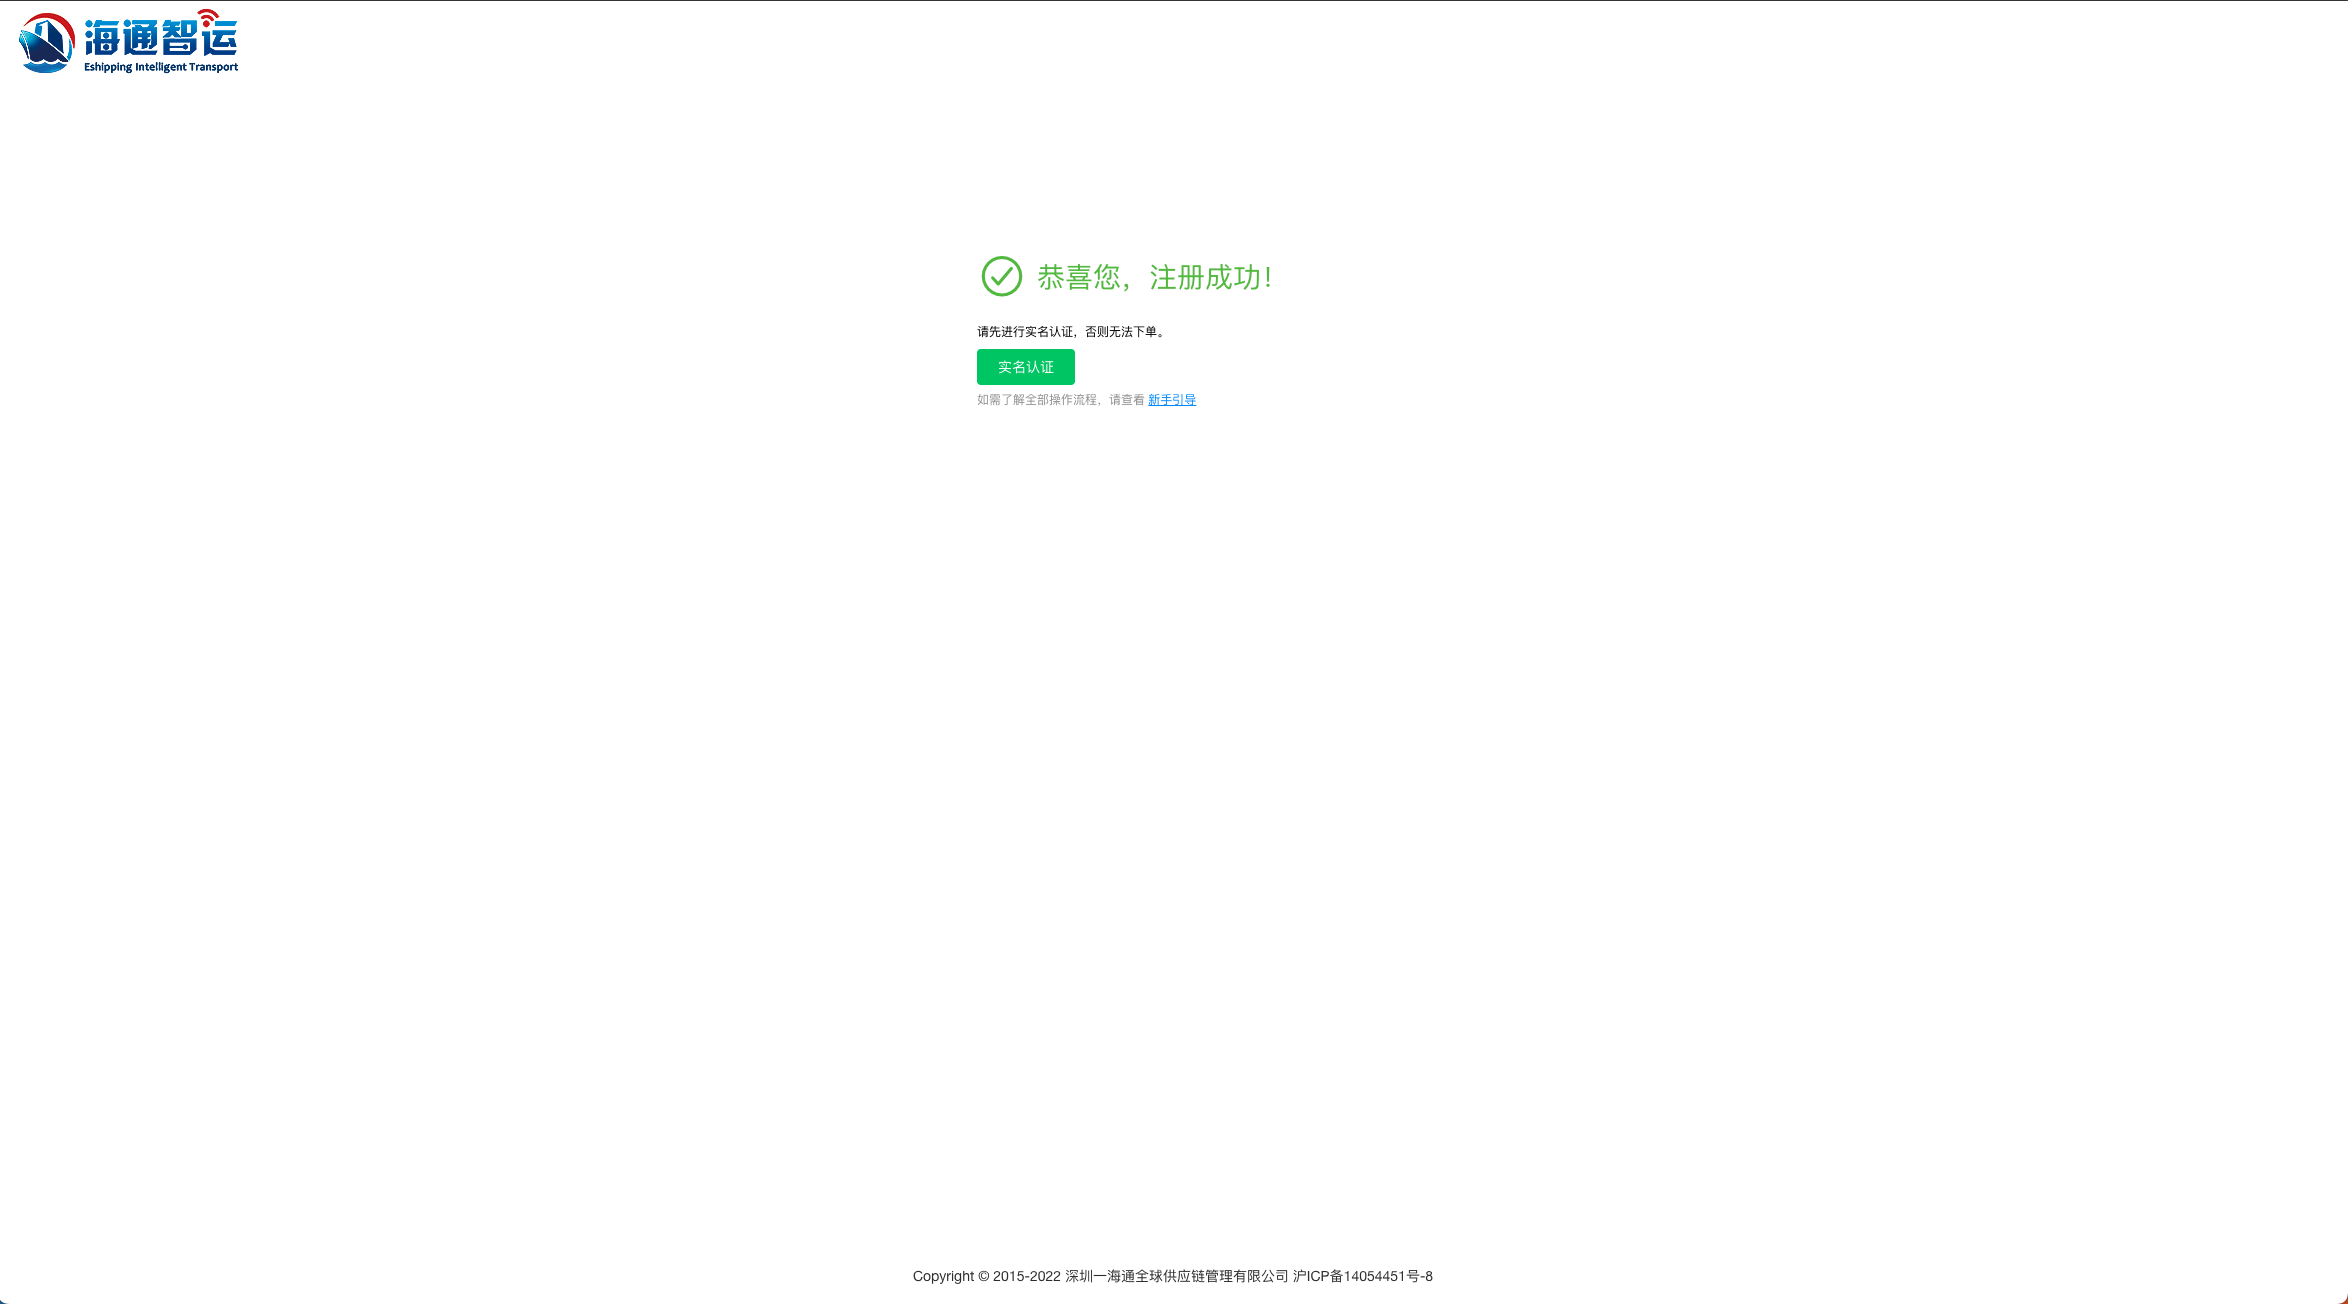 海通智运
Eshipping Intelligent Transport
恭喜您，注册成功！
请先进行实名认证，否则无法下单。
实名认证
如需了解全部操作流程，请查看 新手引导
Copyright © 2015-2022 深圳一海通全球供应链管理有限公司 沪ICP备14054451号-8